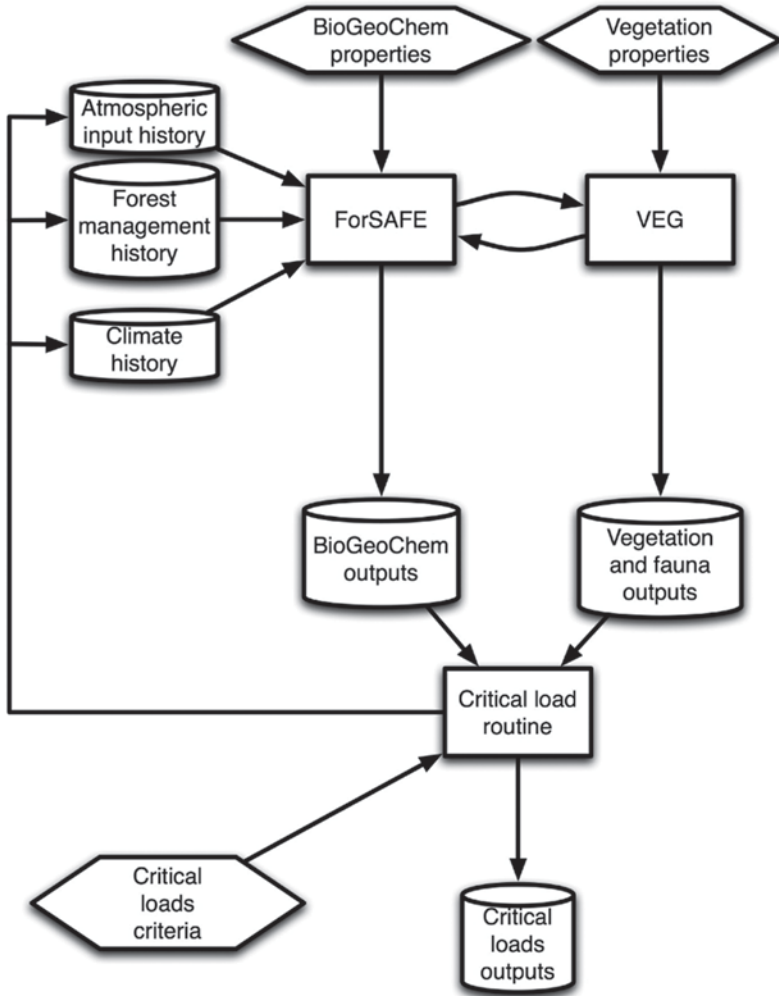 BioGeoChem
properties
Vegetation
properties
Atmospheric
input history
Forest
management
history
Climate
history
ForSAFE
VEG
BioGeoChem
outputs
Vegetation
and fauna
outputs
Critical load
routine
Critical
loads
criteria
Critical
loads
outputs